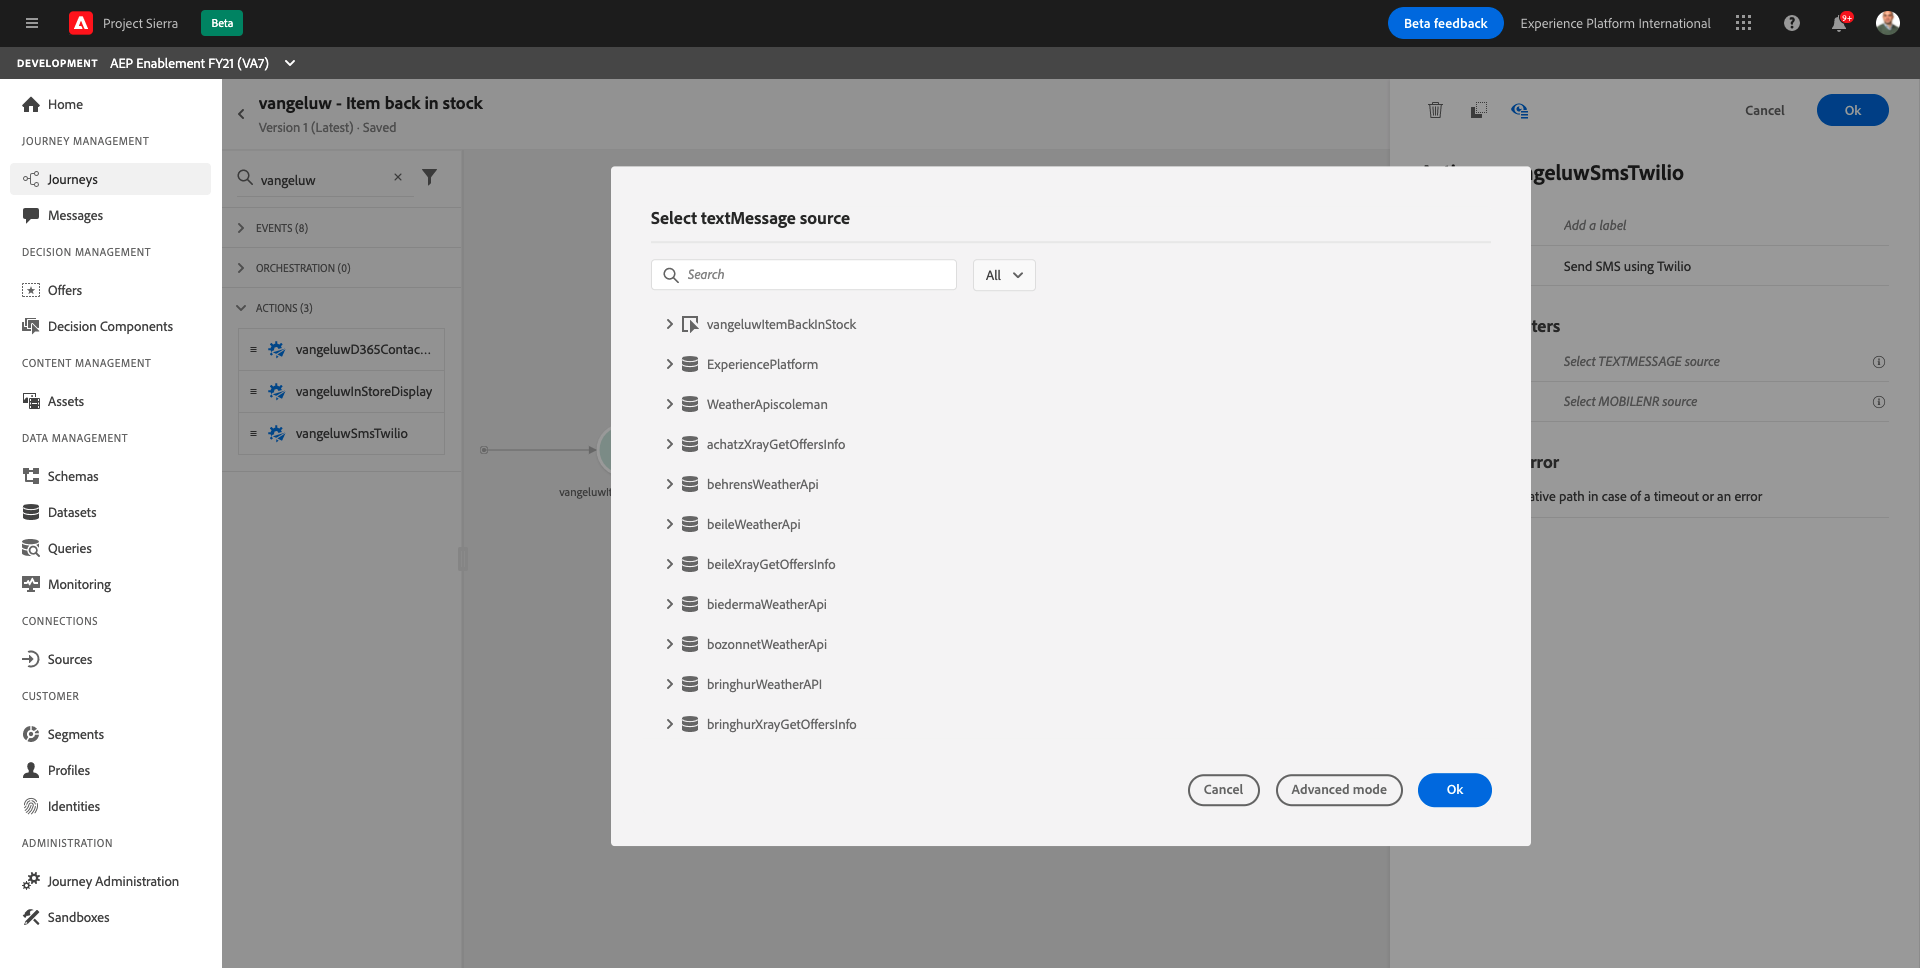 Project Sierra
Beta
Beta feedback
Experience Platform International
9+
DEVELOPMENT
AEP Enablement FY21 (VA7)
Home
JOURNEY MANAGEMENT
Journeys
Messages
DECISION MANAGEMENT
Offers
Decision Components
CONTENT MANAGEMENT
Assets
DATA MANAGEMENT
Schemas
Datasets
Queries
Monitoring
CONNECTIONS
Sources
CUSTOMER
Segments
Profiles
Identities
ADMINISTRATION
Journey Administration
Sandboxes
vangeluw - Item back in stock
Version 1 (Latest) · Saved
vangeluw
EVENTS (8)
ORCHESTRATION (0)
ACTIONS (3)
vangeluwD365Contac...
vangeluwInStoreDisplay
vangeluwSmsTwilio
vangeluwIt
Select textMessage source
Search
All
vangeluwItemBackInStock
ExperiencePlatform
WeatherApiscoleman
achatzXrayGetOffersInfo
behrensWeatherApi
beileWeatherApi
beileXrayGetOffersInfo
biedermaWeatherApi
bozonnetWeatherApi
bringhurWeatherAPI
bringhurXrayGetOffersInfo
Cancel
Advanced mode
Ok
Cancel
Ok
ngeluwSmsTwilio
Add a label
Send SMS using Twilio
ters
Select TEXTMESSAGE source
Select MOBILENR source
rror
ative path in case of a timeout or an error